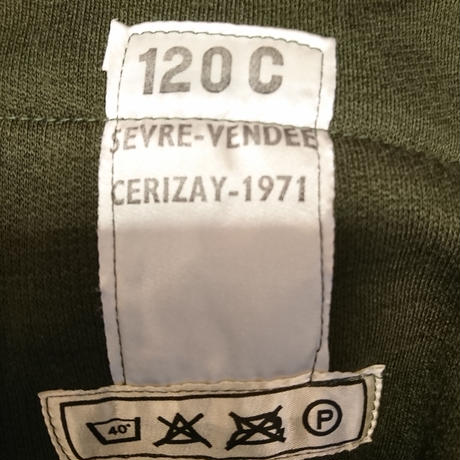 120 C
SEVRE-VENDEE
CERIZAY-1971
40° P